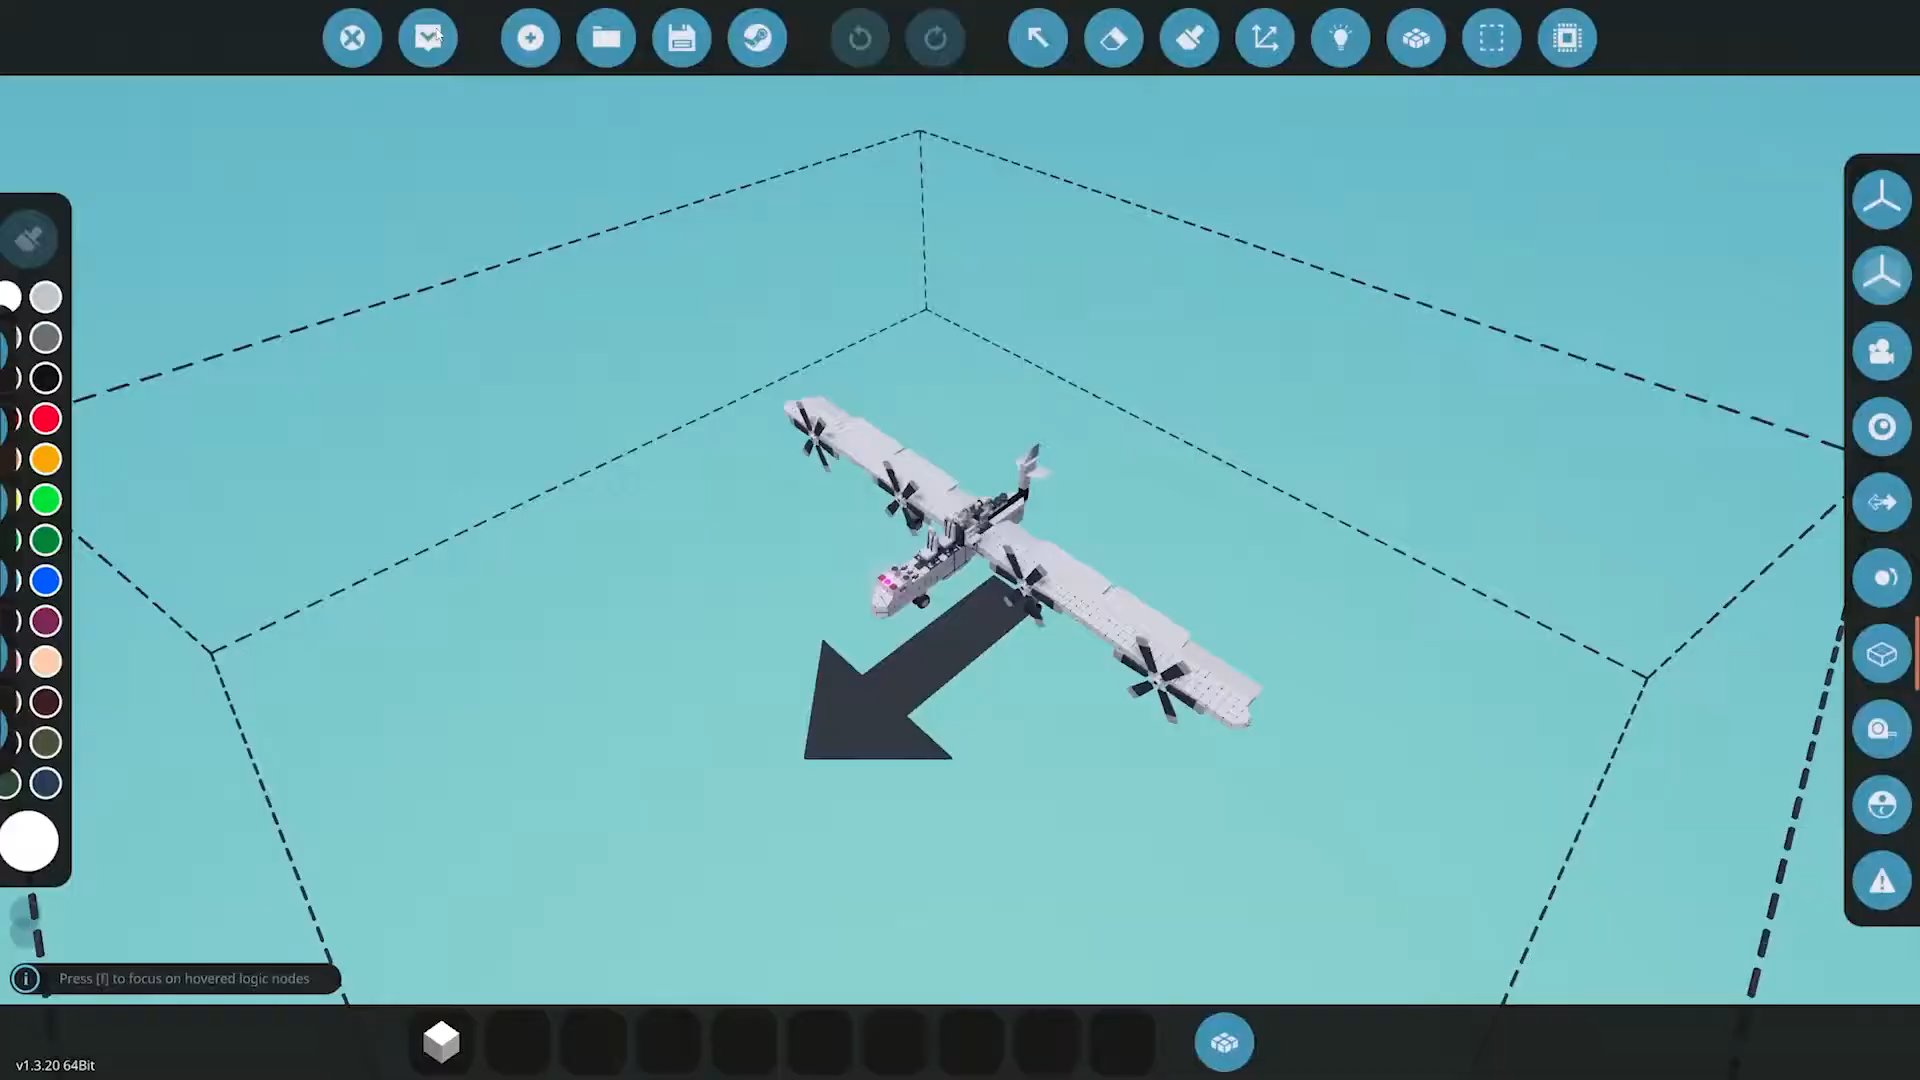 Press [f] to focus on hovered logic nodes
v1.3.20 64Bit